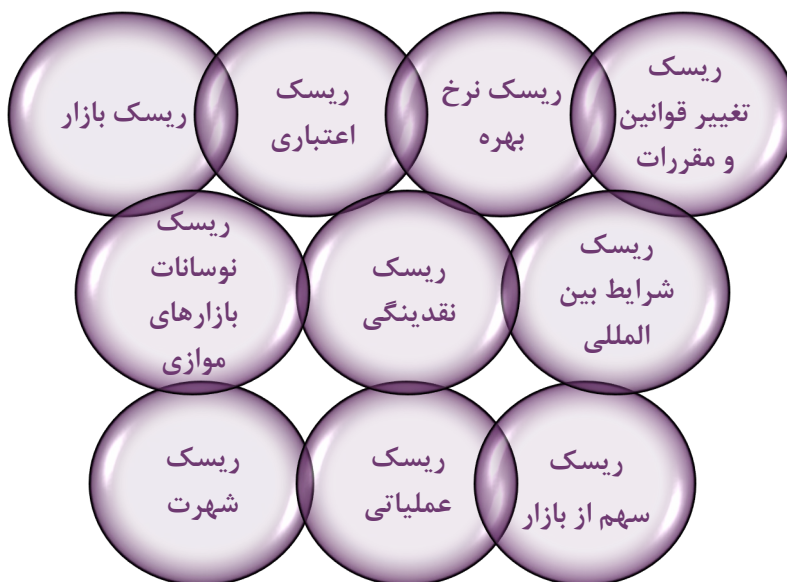 ریسک
تغییر قوانین
و مقررات
ریسک نرخ
بهره
ریسک
اعتباری
ریسک بازار
ریسک
شرایط بین
المللی
ریسک
نقدینگی
ریسک
نوسانات
بازارهای
موازی
ریسک
سهم از بازار
ریسک
عملیاتی
ریسک
شهرت